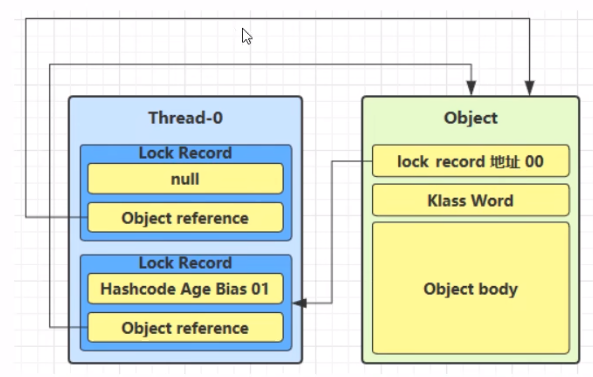 Thread-0
Lock Record
null
Object reference
Lock Record
Hashcode Age Bias 01
Object reference
Object
lock record 地址 00
Klass Word
Object body